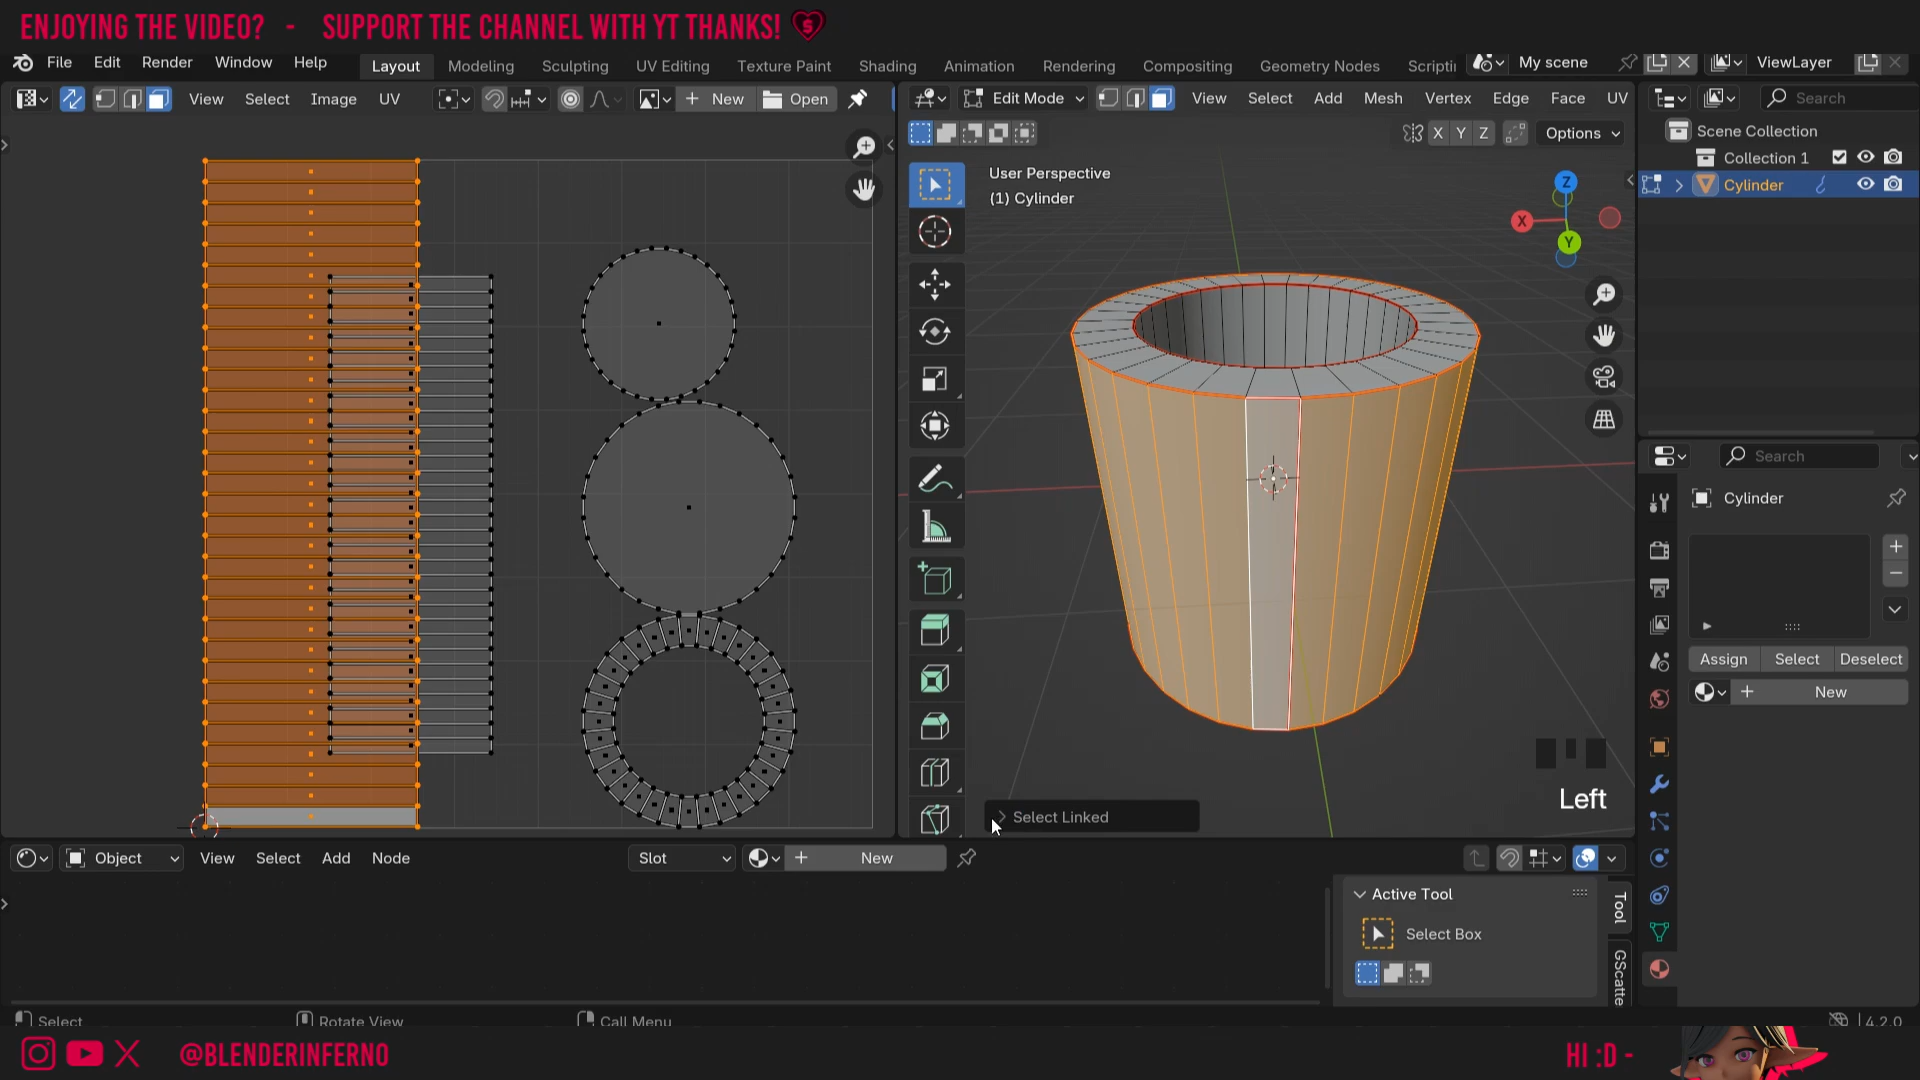 ENJOYING THE VIDEO? - SUPPORT THE CHANNEL WITH YT THANKS!
File Edit Render Window Help Layout Modeling Sculpting UV Editing Texture Paint Shading Animation Rendering Compositing Geometry Nodes Scripti My scene ViewLayer
View Select Image UV New Open Edit Mode View Select Add Mesh Vertex Edge Face UV Search
X Y Z Options Scene Collection
Collection 1
User Perspective
(1) Cylinder
Z
X
Y
Cylinder
Search
Cylinder
Assign Select Deselect
New
Left
Select Linked
Object View Select Add Node Slot New
Active Tool
Select Box
Tool
GScatte
Select Rotate View Call Menu 4.2.0
@BLENDERINFERNO
HI :D -